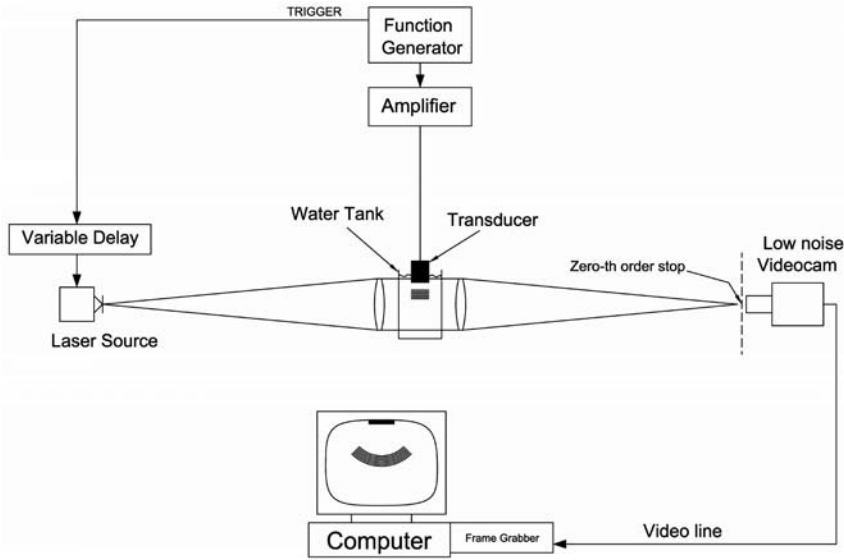 TRIGGER
Function
Generator
Amplifier
Water Tank
Transducer
Variable Delay
Low noise
Videocam
Zero-th order stop
Laser Source
Computer
Frame Grabber
Video line